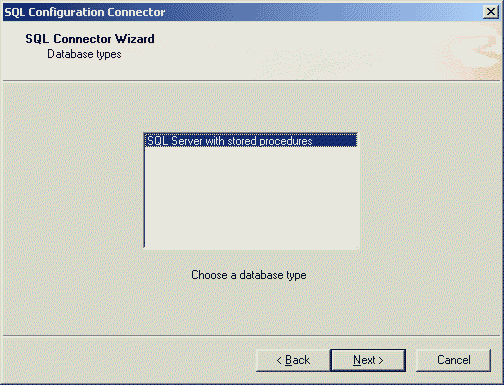 SQL Configuration Connector
SQL Connector Wizard
Database types
SQL Server with stored procedures
Choose a database type
< Back
Next >
Cancel